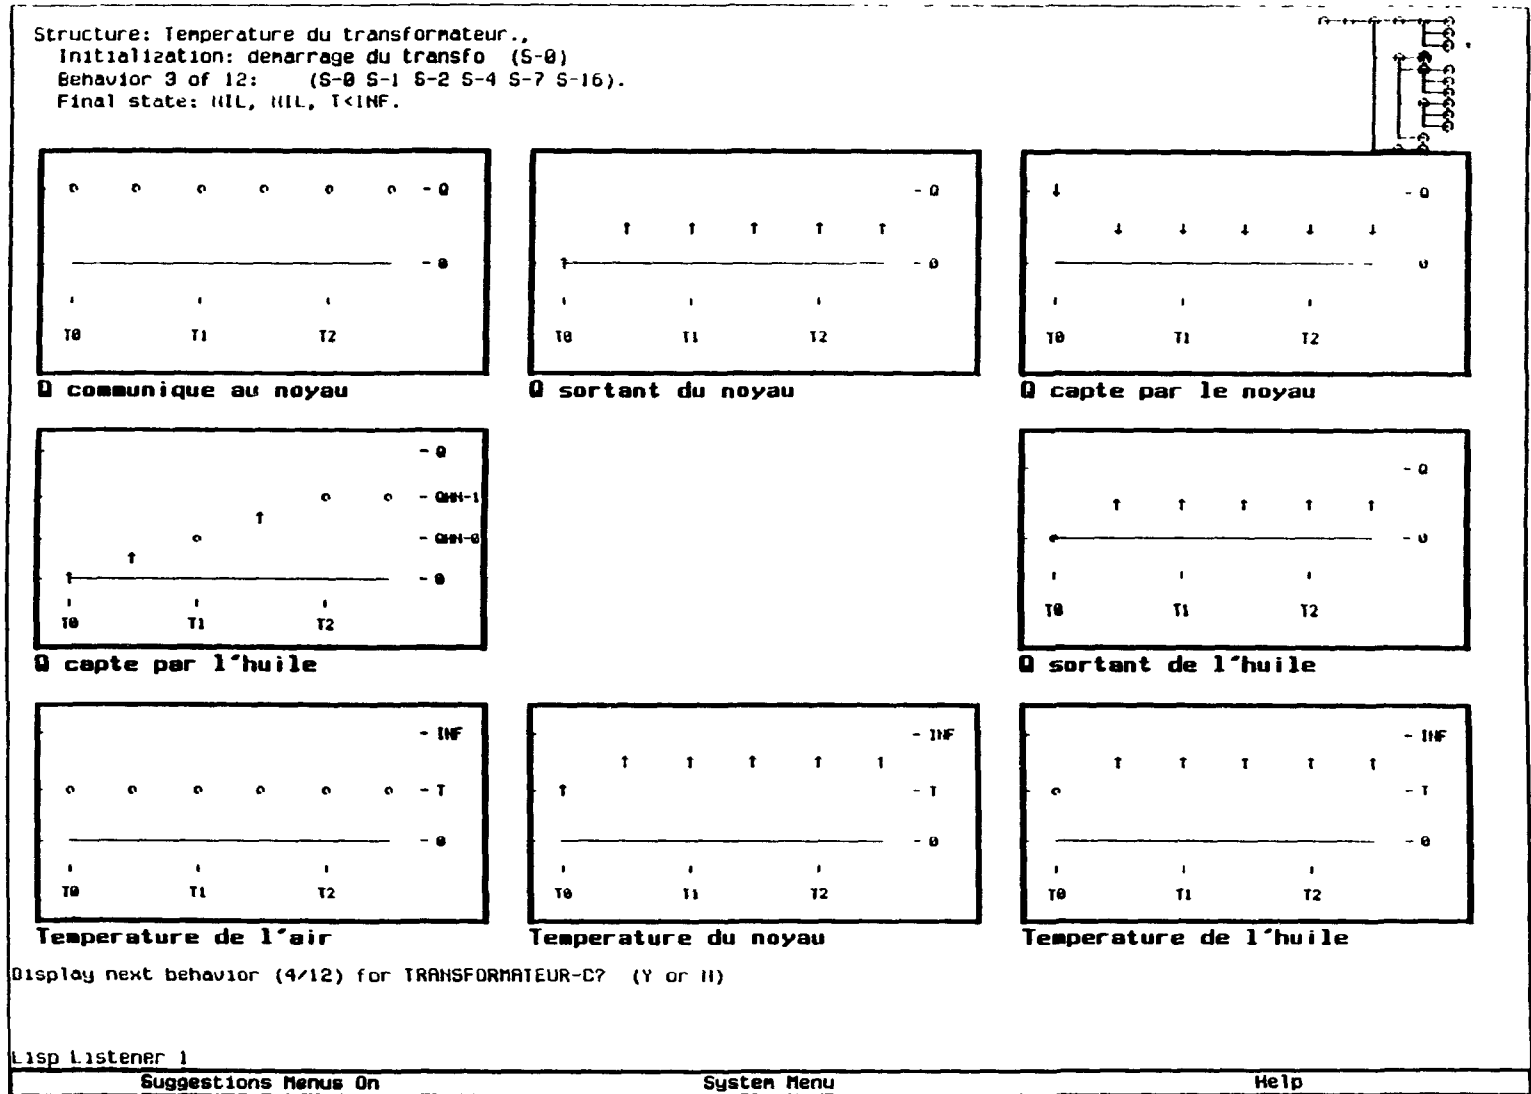 Structure: Temperature du transformateur.,
Initialization: demarrage du transfo (S-0)
Behavior 3 of 12: (S-0 S-1 S-2 S-4 S-7 S-16).
Final state: NIL, NIL, T<INF.
- Q
- 0
T0 T1 T2
Q communique au noyau
- Q
- 0
T0 T1 T2
Q sortant du noyau
- Q
0
T0 T1 T2
Q capte par le noyau
- Q
- QHN-1
- QHN-0
- 0
T0 T1 T2
Q capte par l'huile
- Q
- 0
T0 T1 T2
Q sortant de l'huile
- INF
- T
- 0
T0 T1 T2
Temperature de l'air
- INF
- T
- 0
T0 T1 T2
Temperature du noyau
- INF
- T
- 0
T0 T1 T2
Temperature de l'huile
Display next behavior (4/12) for TRANSFORMATEUR-C? (Y or N)
Lisp Listener 1
Suggestions Menus On System Menu Help